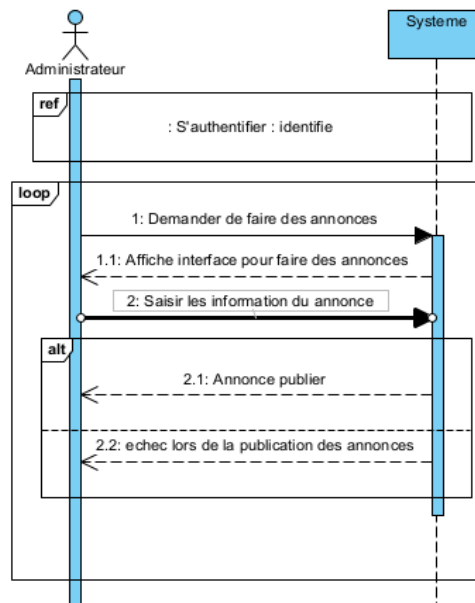 Systeme
Administrateur
ref
: S'authentifier : identifie
loop
1: Demander de faire des annonces
1.1: Affiche interface pour faire des annonces
2: Saisir les information du annonce
alt
2.1: Annonce publier
2.2: echec lors de la publication des annonces